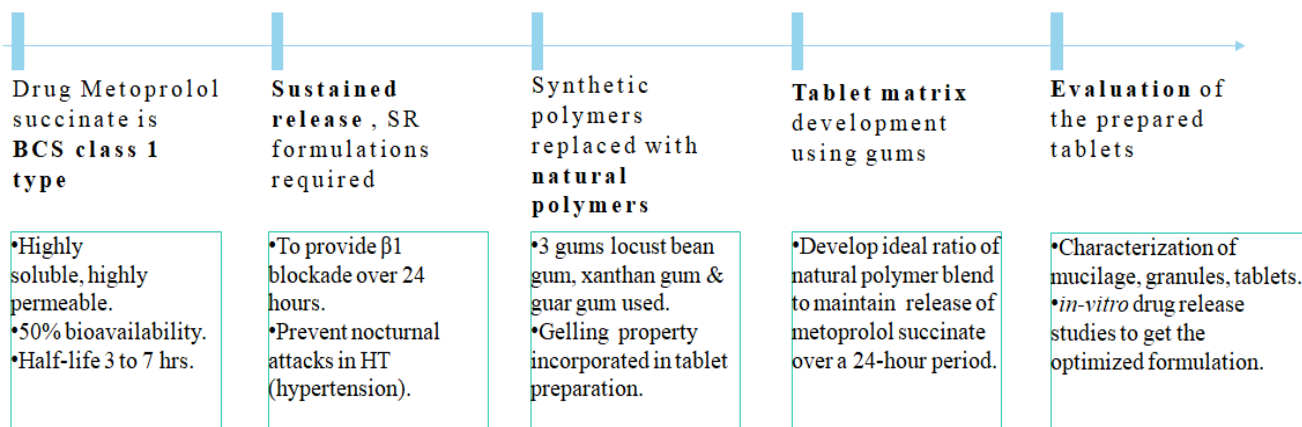 Drug Metoprolol
succinate is
BCS class 1
type
Sustained
release , SR
formulations
required
Synthetic
polymers
replaced with
natural
polymers
Tablet matrix
development
using gums
Evaluation of
the prepared
tablets
•Highly
soluble, highly
permeable.
•50% bioavailability.
•Half-life 3 to 7 hrs.
•To provide β1
blockade over 24
hours.
•Prevent nocturnal
attacks in HT
(hypertension).
•3 gums locust bean
gum, xanthan gum &
guar gum used.
•Gelling property
incorporated in tablet
preparation.
•Develop ideal ratio of
natural polymer blend
to maintain release of
metoprolol succinate
over a 24-hour period.
•Characterization of
mucilage, granules, tablets.
•in-vitro drug release
studies to get the
optimized formulation.